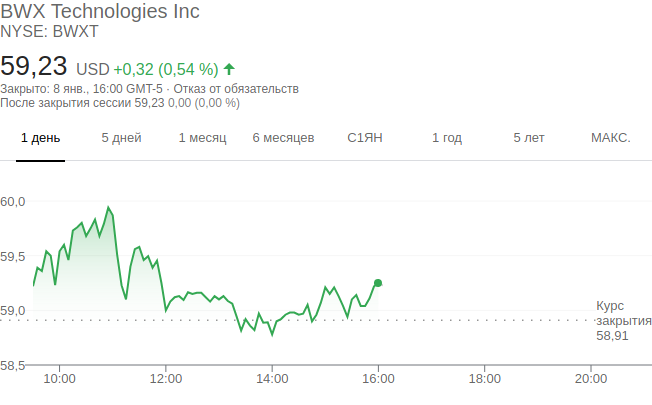 BWX Technologies Inc
NYSE: BWXT
59,23 USD +0,32 (0,54 %)
Закрыто: 8 янв., 16:00 GMT-5 · Отказ от обязательств
После закрытия сессии 59,23 0,00 (0,00 %)
1 день 5 дней 1 месяц 6 месяцев С1ЯН 1 год 5 лет МАКС.
60,0
59,5
59,0
Курс
закрытия
58,91
58,5
10:00 12:00 14:00 16:00 18:00 20:00